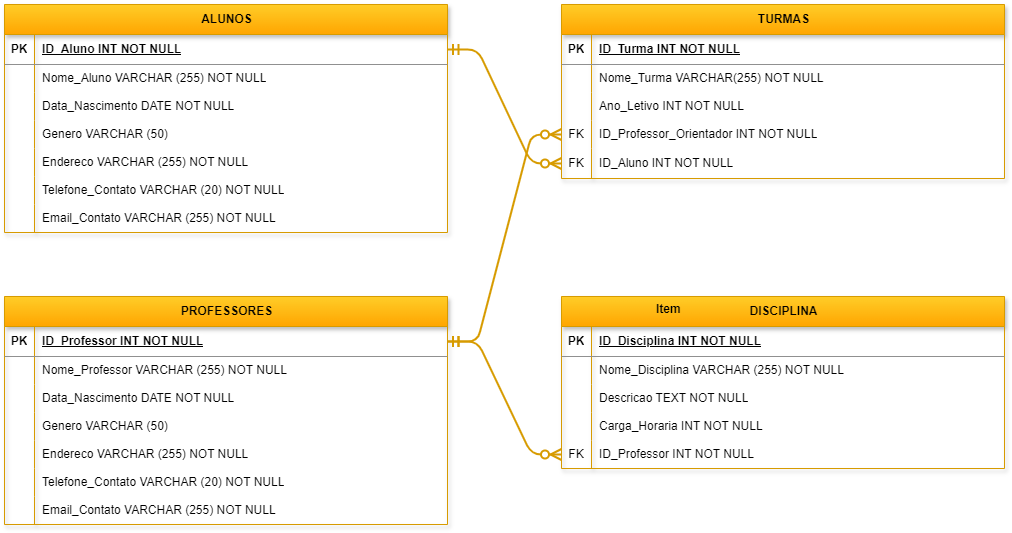 ALUNOS
PK ID_Aluno INT NOT NULL
Nome_Aluno VARCHAR (255) NOT NULL
Data_Nascimento DATE NOT NULL
Genero VARCHAR (50)
Endereco VARCHAR (255) NOT NULL
Telefone_Contato VARCHAR (20) NOT NULL
Email_Contato VARCHAR (255) NOT NULL
TURMAS
PK ID_Turma INT NOT NULL
Nome_Turma VARCHAR(255) NOT NULL
Ano_Letivo INT NOT NULL
FK ID_Professor_Orientador INT NOT NULL
FK ID_Aluno INT NOT NULL
PROFESSORES
PK ID_Professor INT NOT NULL
Nome_Professor VARCHAR (255) NOT NULL
Data_Nascimento DATE NOT NULL
Genero VARCHAR (50)
Endereco VARCHAR (255) NOT NULL
Telefone_Contato VARCHAR (20) NOT NULL
Email_Contato VARCHAR (255) NOT NULL
Item DISCIPLINA
PK ID_Disciplina INT NOT NULL
Nome_Disciplina VARCHAR (255) NOT NULL
Descricao TEXT NOT NULL
Carga_Horaria INT NOT NULL
FK ID_Professor INT NOT NULL